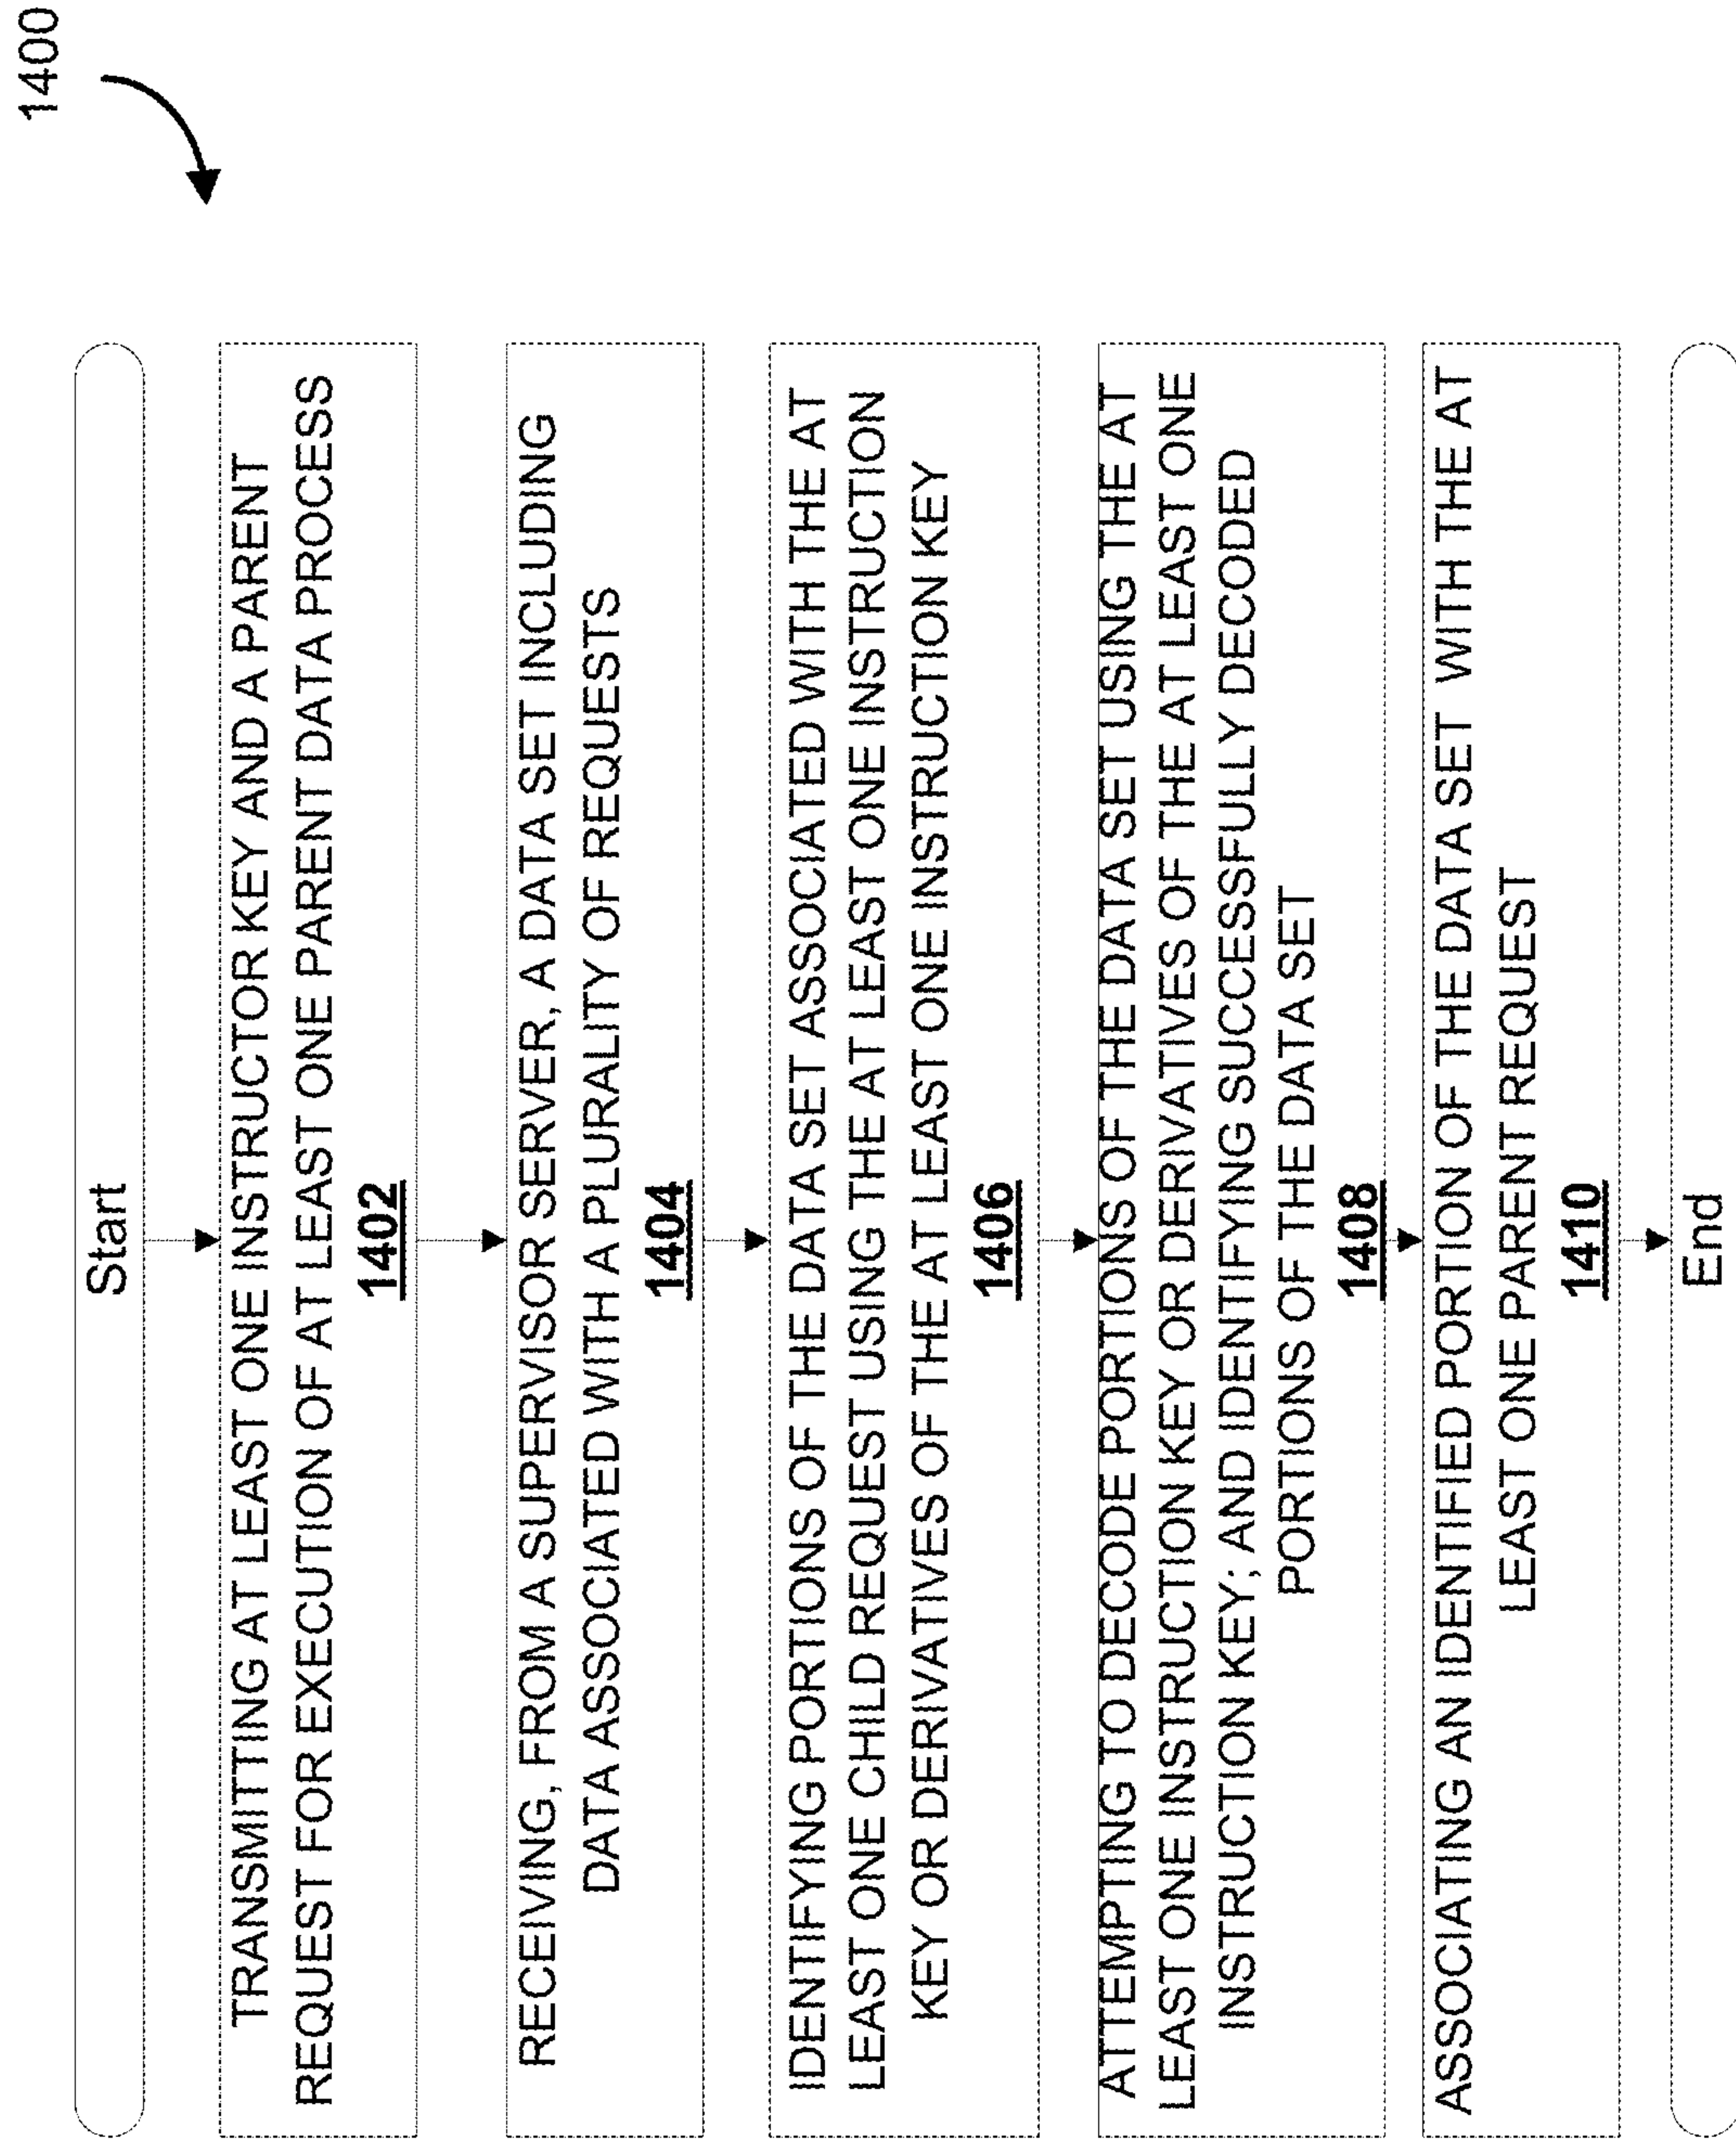 1400
Start
TRANSMITTING AT LEAST ONE INSTRUCTOR KEY AND A PARENT
REQUEST FOR EXECUTION OF AT LEAST ONE PARENT DATA PROCESS
1402
RECEIVING, FROM A SUPERVISOR SERVER, A DATA SET INCLUDING
DATA ASSOCIATED WITH A PLURALITY OF REQUESTS
1404
IDENTIFYING PORTIONS OF THE DATA SET ASSOCIATED WITH THE AT
LEAST ONE CHILD REQUEST USING THE AT LEAST ONE INSTRUCTION
KEY OR DERIVATIVES OF THE AT LEAST ONE INSTRUCTION KEY
1406
ATTEMPTING TO DECODE PORTIONS OF THE DATA SET USING THE AT
LEAST ONE INSTRUCTION KEY OR DERIVATIVES OF THE AT LEAST ONE
INSTRUCTION KEY; AND IDENTIFYING SUCCESSFULLY DECODED
PORTIONS OF THE DATA SET
1408
ASSOCIATING AN IDENTIFIED PORTION OF THE DATA SET WITH THE AT
LEAST ONE PARENT REQUEST
1410
End